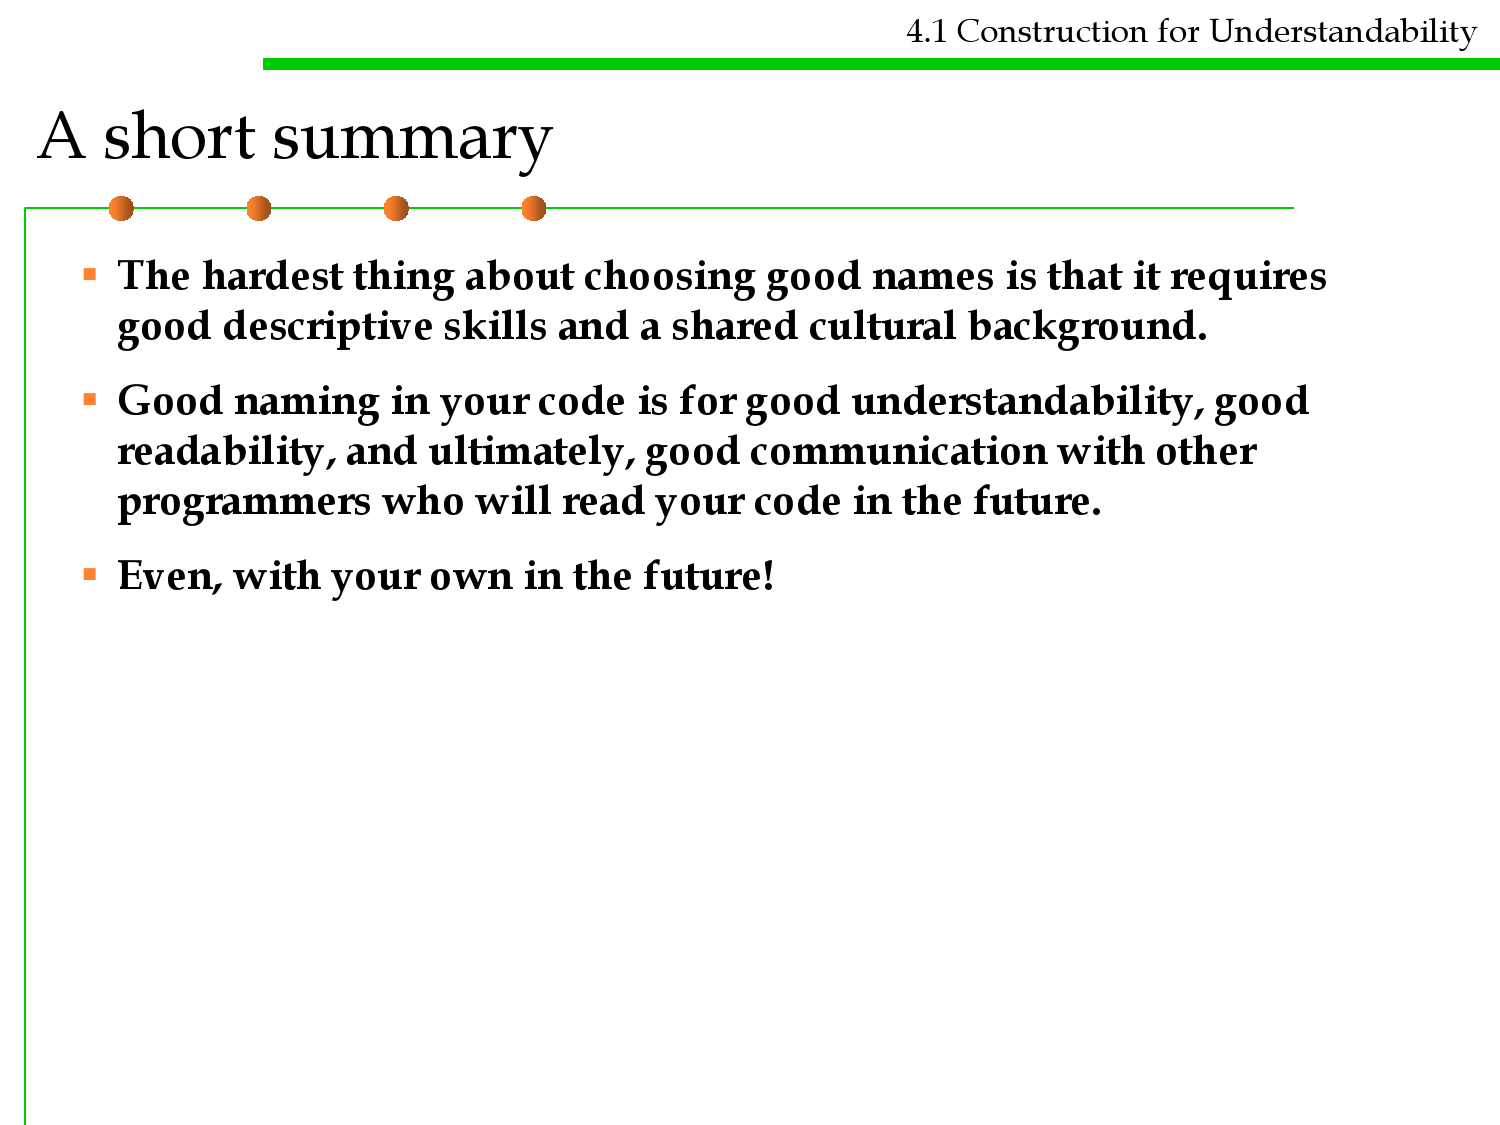 4.1 Construction for Understandability
A short summary
▪ The hardest thing about choosing good names is that it requires
good descriptive skills and a shared cultural background.
▪ Good naming in your code is for good understandability, good
readability, and ultimately, good communication with other
programmers who will read your code in the future.
▪ Even, with your own in the future!